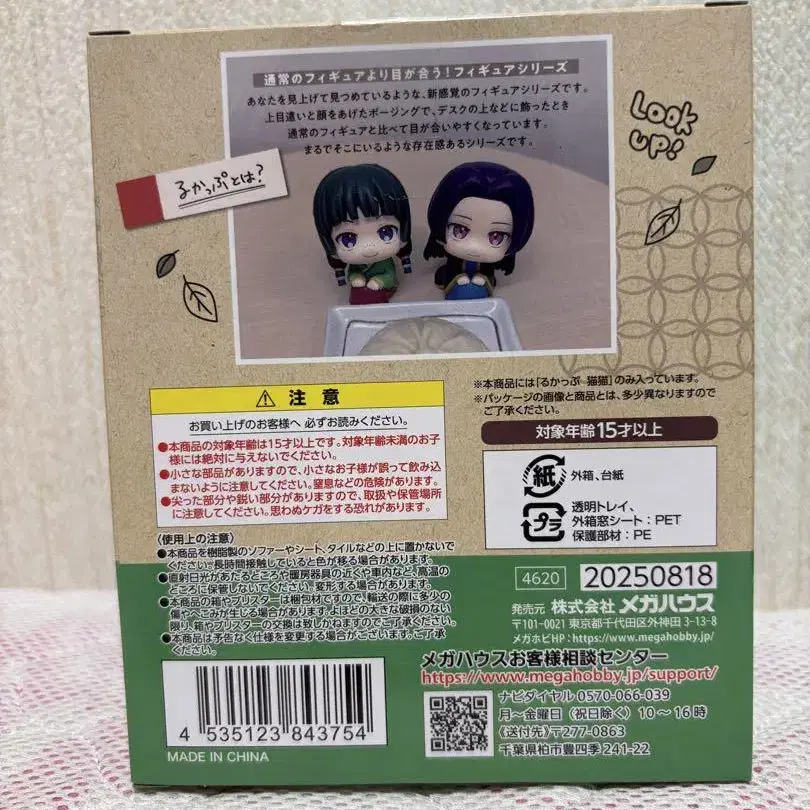 通常のフィギュアより目が合う！フィギュアシリーズ
あなたを見上げて見つめているような、新感覚のフィギュアシリーズです。
上目遣いと顔をあげたポージングで、デスクの上などに飾ったとき
通常のフィギュアと比べて目が合いやすくなっています。
まるでそこにいるような存在感あるシリーズです。
Look up!
るかっぷとは?
※本商品には「るかっぷ 猫猫」のみ入っています。
※パッケージの画像と商品とは、多少異なりますので
ご了承ください。
対象年齢15才以上
⚠ 注意
お買い上げのお客様へ 必ずお読みください。
●本商品の対象年齢は15才以上です。対象年齢未満のお子
様には絶対に与えないでください。
●小さな部品がありますので、小さなお子様が誤って飲み込
まないように注意してください。窒息などの危険があります。
●尖った部分や鋭い部分がありますので、取扱や保管場所
に注意してください。思わぬケガをする恐れがあります。
紙 外箱、台紙
プラ 透明トレイ、
外箱窓シート：PET
保護部材：PE
〈使用上の注意〉
●本商品を樹脂製のソファーやシート、タイルなどの上に置かないで
ください。長時間接触していると色が移る場合があります。
●直射日光があたるところや暖房器具の近くや車内など、高温の
ところに保管しないでください。変形する場合があります。
●本商品の箱やブリスターは梱包材ですので、輸送の際に多少の
傷やへこみが生じる場合があります。よほどの大きな破損のない
限り、箱やブリスターの交換は致しかねますのでご了承ください。
●本商品は予告なく仕様を変更する場合がございます。ご了承
ください。
4620 20250818
発売元 株式会社 メガハウス
〒101-0021 東京都千代田区外神田 3-13-8
メガホビHP：https://www.megahobby.jp/
メガハウスお客様相談センター
https://www.megahobby.jp/support/
ナビダイヤル 0570-066-039
月〜金曜日（祝日除く）10〜16時
〈送付先〉〒277-0863
千葉県柏市豊四季 241-22
4 535123 843754
MADE IN CHINA